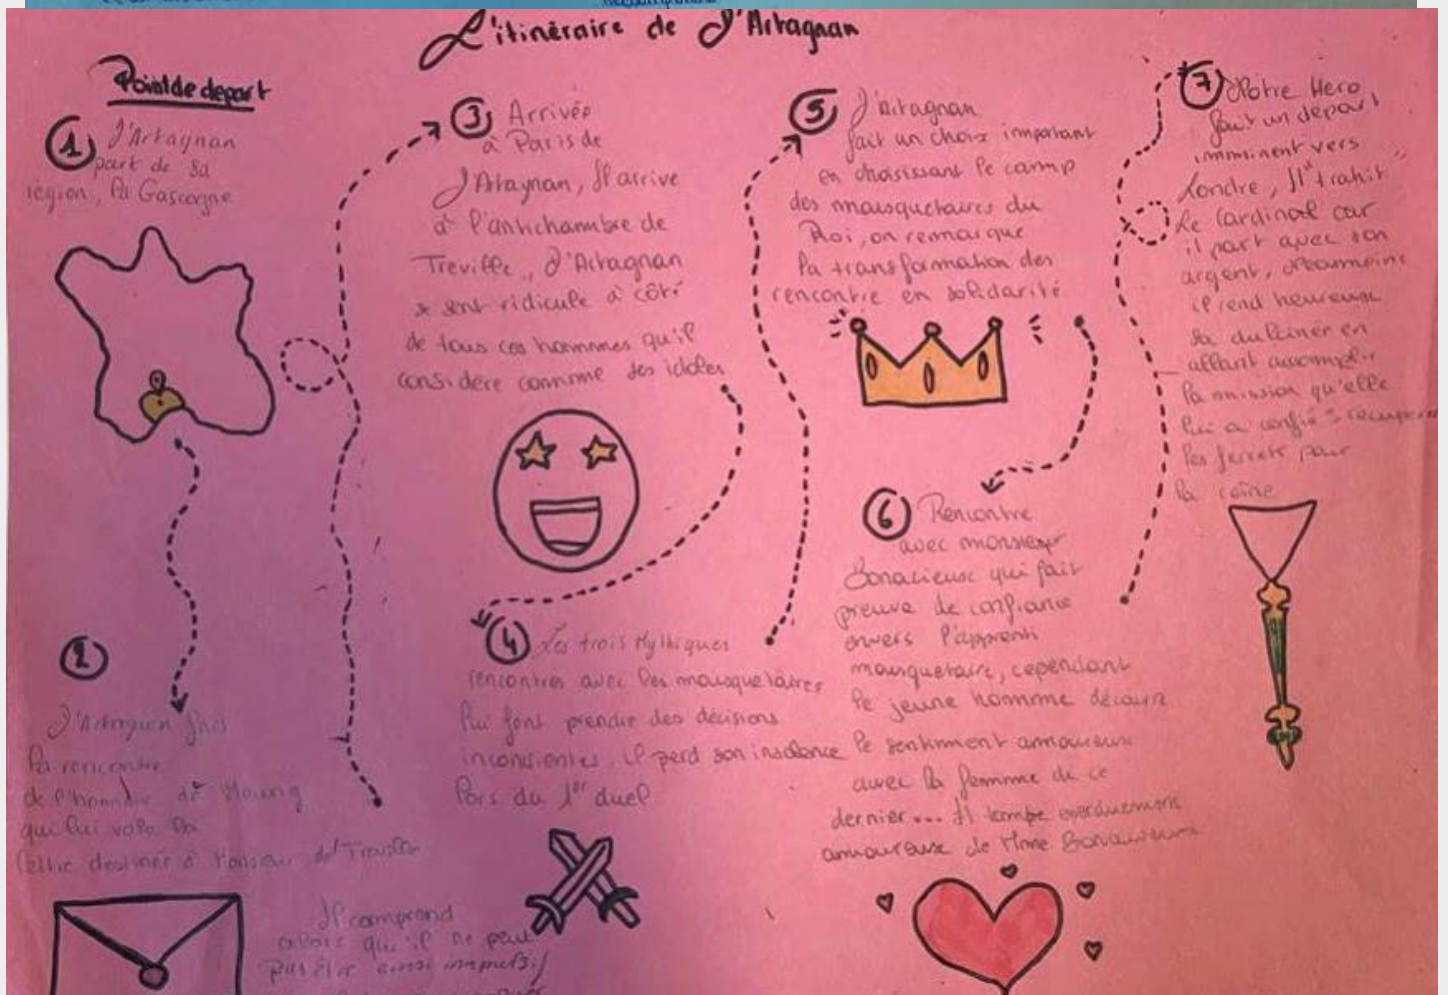 L'itinéraire de D'Artagnan
Point de depart
1 D'Artagnan
part de sa
région, la Gascogne
2
D'Artagnan fait
la rencontre
de l'homme de Meung
qui lui vola la
lettre destinée à Monsieur de Treville
Il comprend
alors qu'il ne peut
pas être aussi impulsif
3 Arrivée
à Paris de
D'Atagnan, Il arrive
à l'antichambre de
Treville, D'Artagnan
se sent ridicule à côté
de tous ces hommes qu'il
considère comme des idoles
4 Les trois Mythiques
rencontres avec les mousquetaires
lui font prendre des décisions
inconscientes, il perd son insolence
lors du 1er duel
5 D'Artagnan
fait un choix important
en choisissant le camp
des mousquetaires du
Roi, on remarque
la transformation des
rencontre en solidarité
6 Rencontre
avec monsieur
Bonacieux qui fait
preuve de confiance
envers l'apprenti
mousquetaire, cependant
le jeune homme découvre
le sentiment amoureux
avec la femme de ce
dernier... Il tombe
amoureux de Mme Bonacieux
7 Notre Hero
fait un depart
imminent vers
Londre, Il "trahit"
le Cardinal car
il part avec son
argent, néanmoins
il rend heureuse
sa dulcinée en
allant accomplir
la mission qu'elle
lui a confié = recuperer
les ferrets pour
la reine